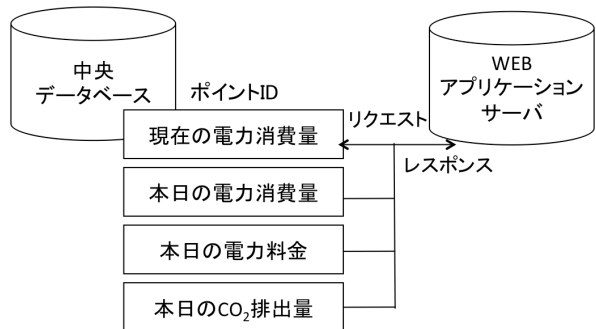 中央
データベース
ポイントID
WEB
アプリケーション
サーバ
リクエスト
レスポンス
現在の電力消費量
本日の電力消費量
本日の電力料金
本日のCO₂排出量